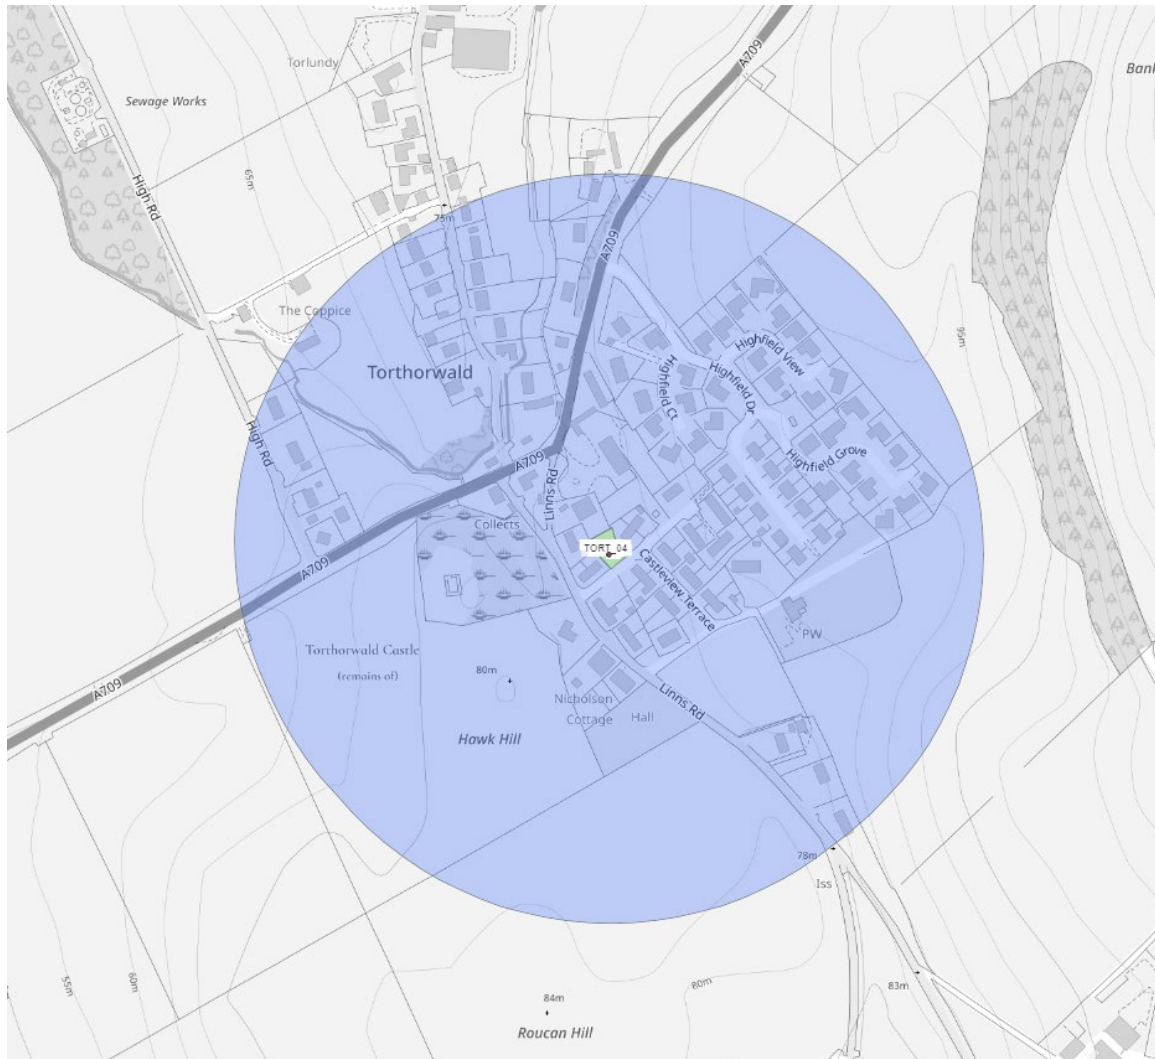 A709
Torlundy
Bank
Sewage Works
65m
High Rd
75m
A709
The Coppice
95m
Highfield View
Torthorwald
Highfield Ct
Highfield Dr
High Rd
Highfield Grove
A709
Linns Rd
Collects
TORT_04
A709
Castleview Terrace
PW
Torthorwald Castle
(remains of)
80m
A709
Linns Rd
Nicholson
Cottage
Hall
Hawk Hill
78m
Iss
55m
60m
80m
83m
84m
Roucan Hill